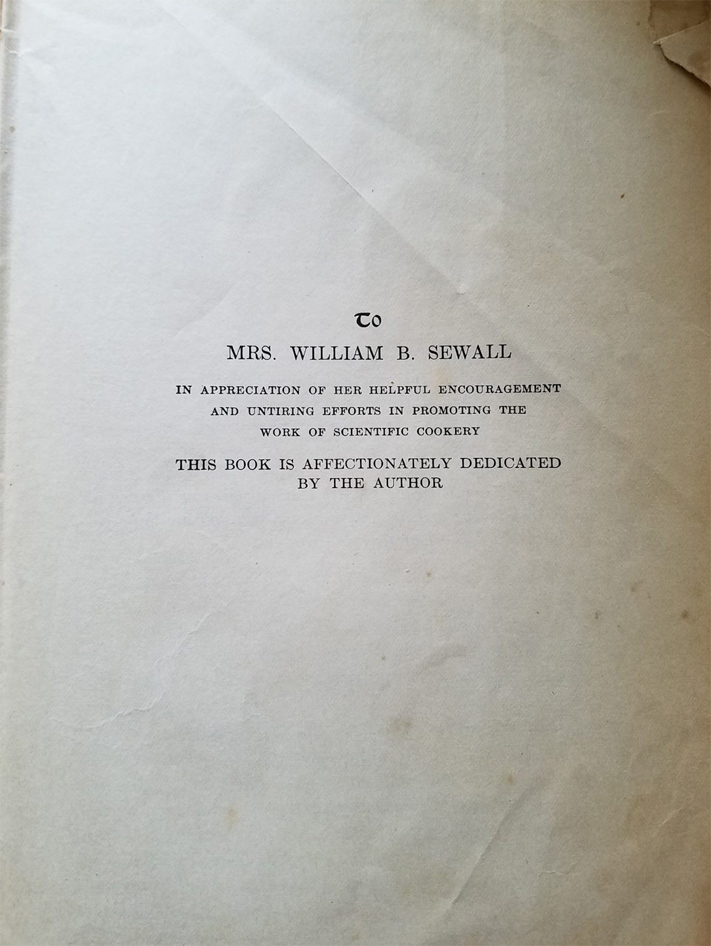 To
MRS. WILLIAM B. SEWALL
IN APPRECIATION OF HER HELPFUL ENCOURAGEMENT
AND UNTIRING EFFORTS IN PROMOTING THE
WORK OF SCIENTIFIC COOKERY
THIS BOOK IS AFFECTIONATELY DEDICATED
BY THE AUTHOR